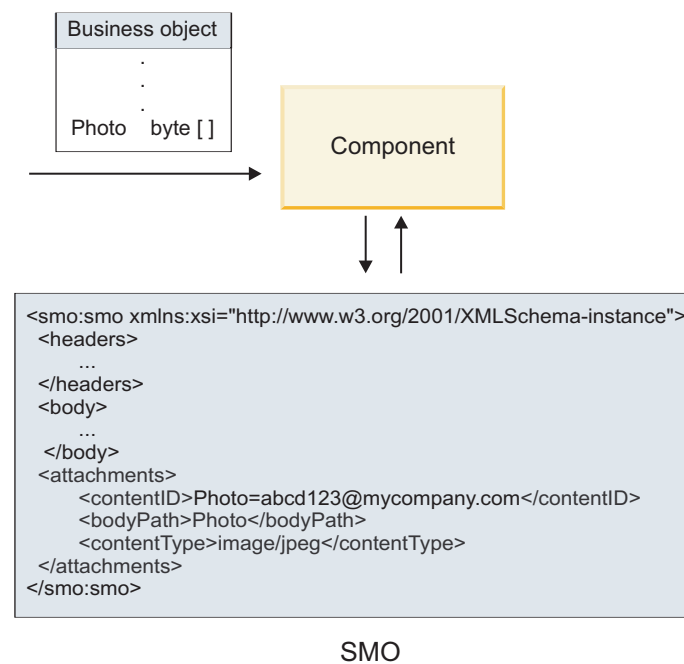 Business object
.
.
.
Photo byte [ ]
Component
<smo:smo xmlns:xsi="http://www.w3.org/2001/XMLSchema-instance">
<headers>
...
</headers>
<body>
...
</body>
<attachments>
<contentID>Photo=abcd123@mycompany.com</contentID>
<bodyPath>Photo</bodyPath>
<contentType>image/jpeg</contentType>
</attachments>
</smo:smo>
SMO